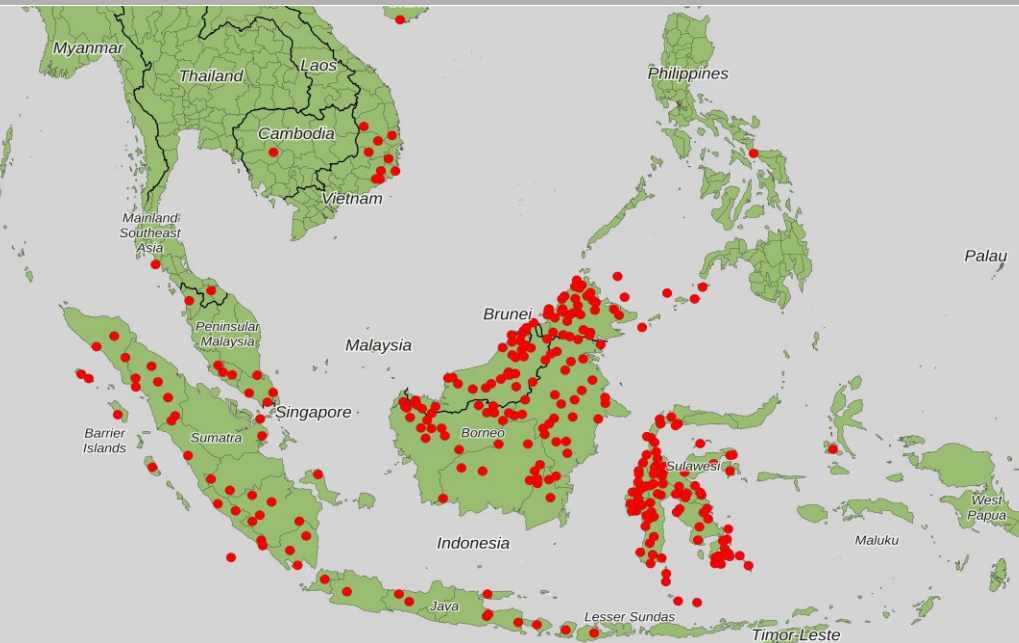 Myanmar
Thailand
Laos
Philippines
Cambodia
Vietnam
Mainland
Southeast
Asia
Palau
Brunei
Peninsular
Malaysia
Malaysia
Singapore
Barrier
Islands
Sumatra
Borneo
Sulawesi
West
Papua
Indonesia
Maluku
Java
Lesser Sundas
Timor-Leste